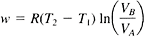 w = R(T₂ − T₁) ln(V_B/V_A)